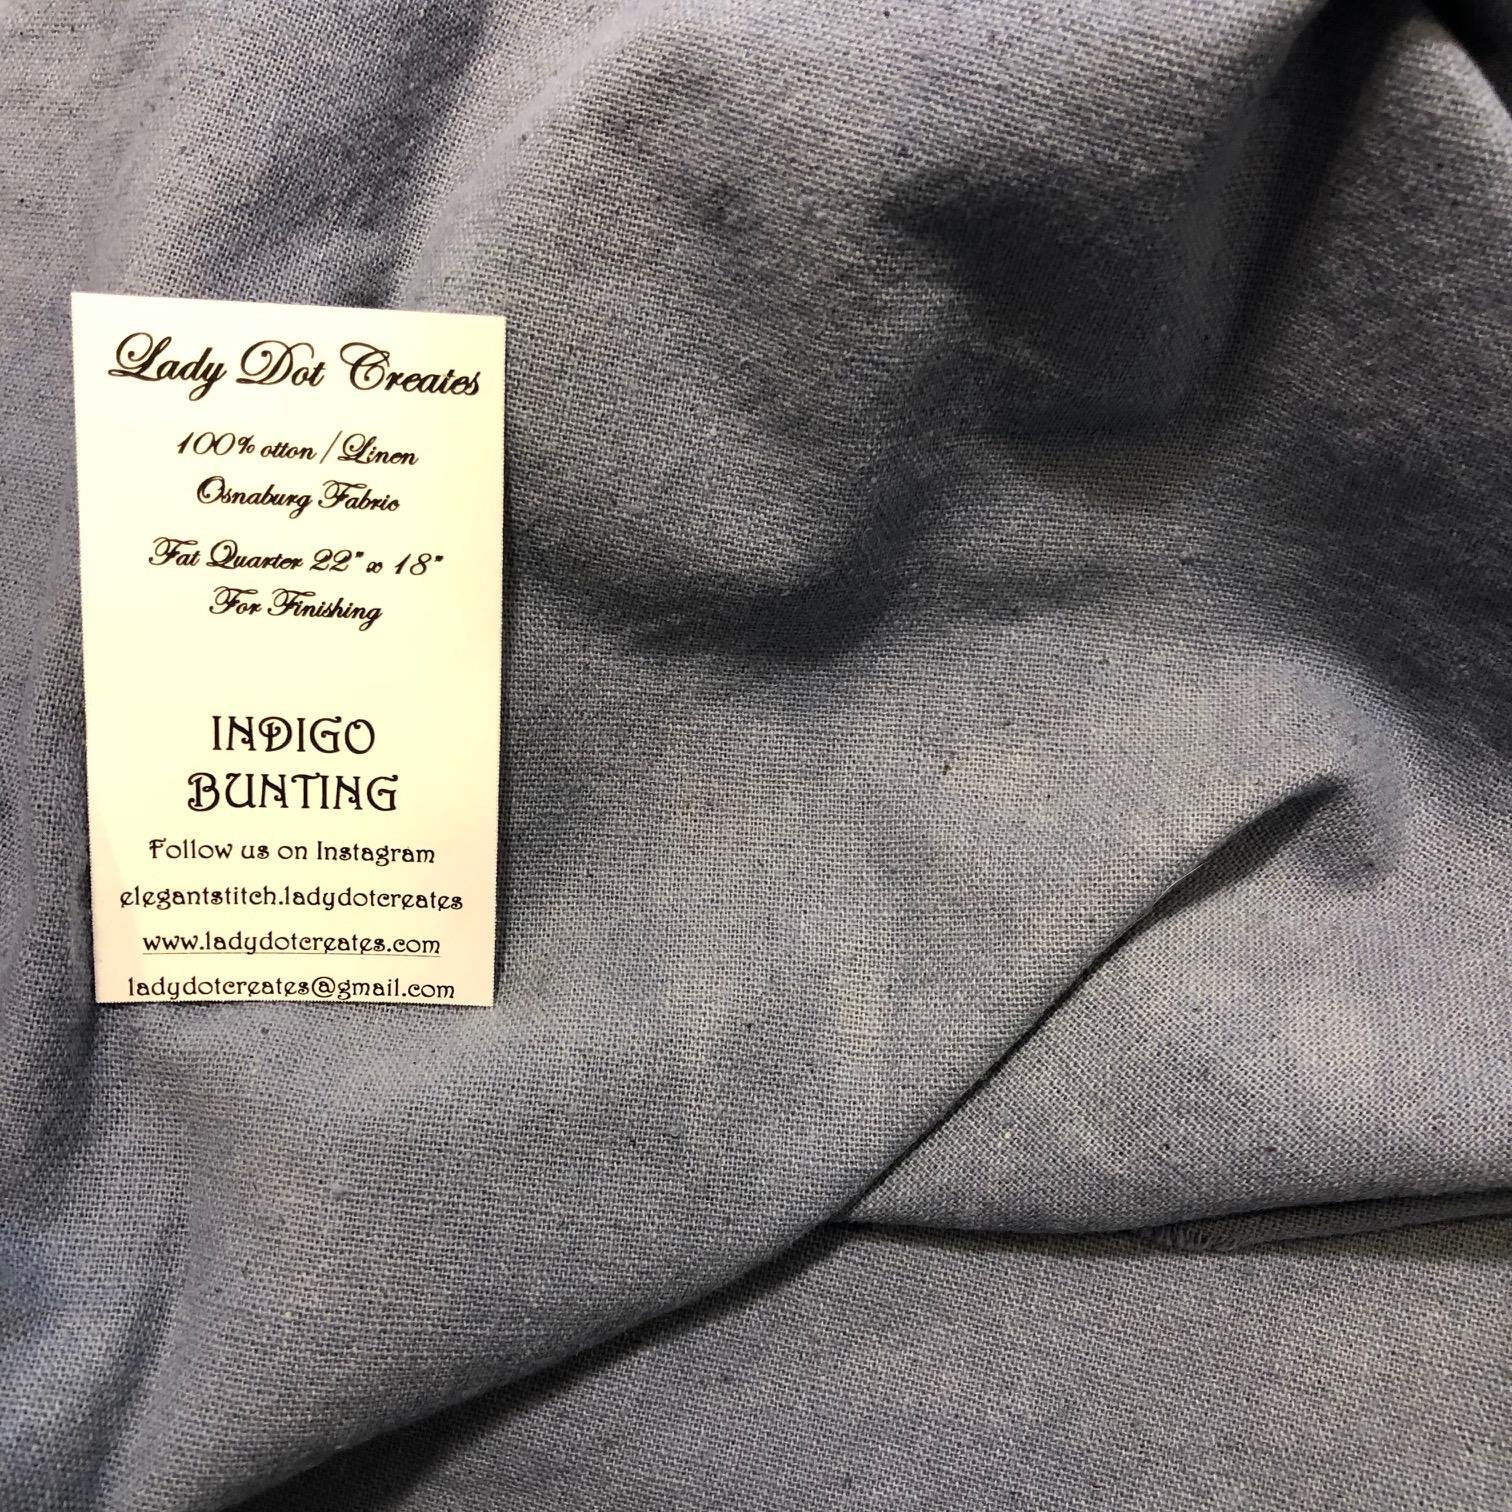 Lady Dot Creates
100% otton / Linen
Osnaburg Fabric
Fat Quarter 22" x 18"
For Finishing
INDIGO
BUNTING
Follow us on Instagram
elegantstitch.ladydotcreates
www.ladydotcreates.com
ladydotcreates@gmail.com